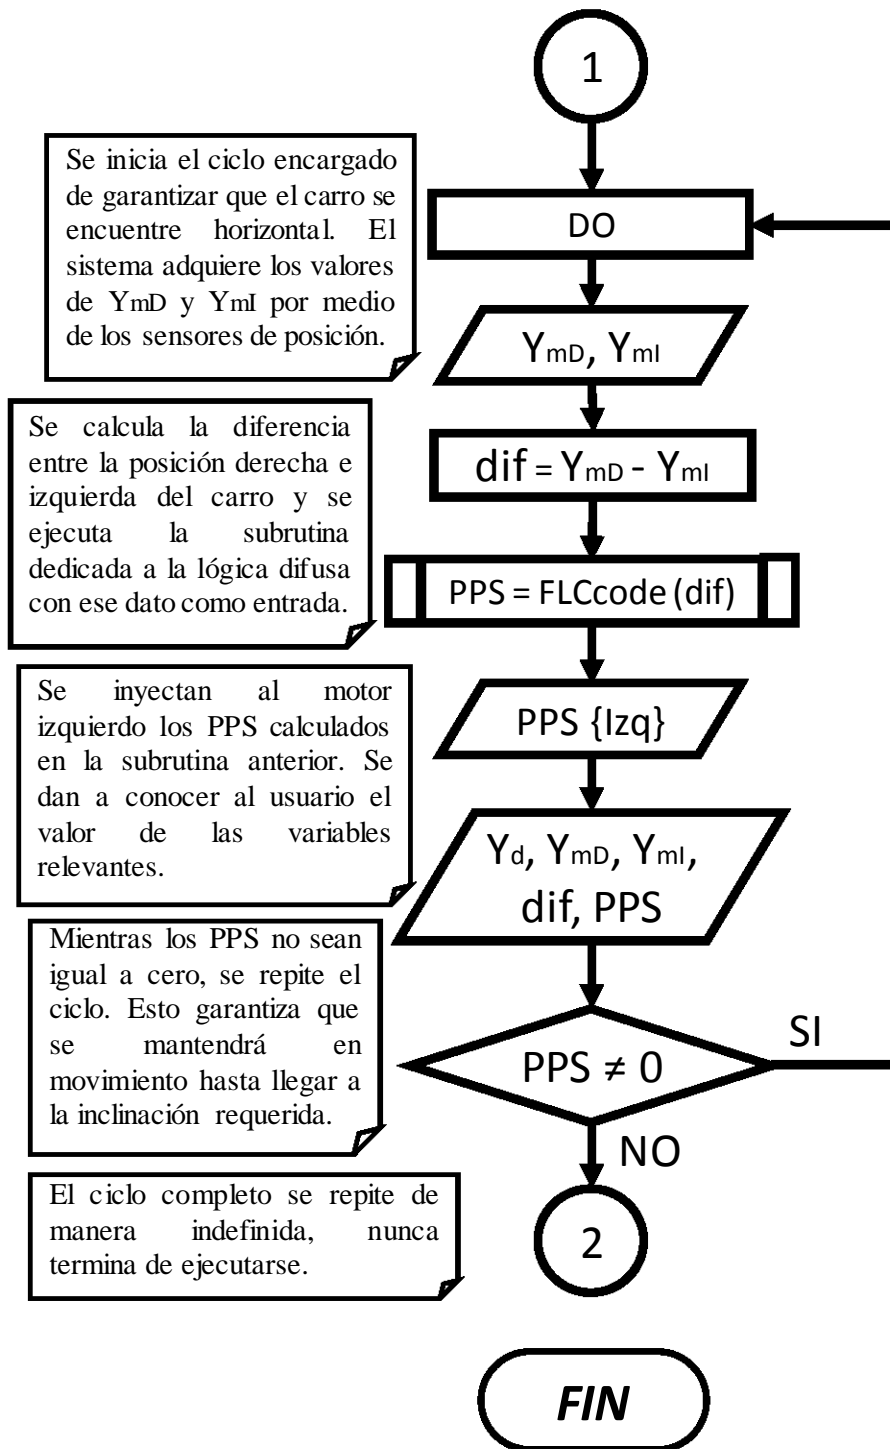 1
Se inicia el ciclo encargado
de garantizar que el carro se
encuentre horizontal. El
sistema adquiere los valores
de YmD y YmI por medio
de los sensores de posición.
DO
YmD, YmI
Se calcula la diferencia
entre la posición derecha e
izquierda del carro y se
ejecuta la subrutina
dedicada a la lógica difusa
con ese dato como entrada.
dif = YmD - YmI
PPS = FLCcode (dif)
Se inyectan al motor
izquierdo los PPS calculados
en la subrutina anterior. Se
dan a conocer al usuario el
valor de las variables
relevantes.
PPS {Izq}
Yd, YmD, YmI,
dif, PPS
Mientras los PPS no sean
igual a cero, se repite el
ciclo. Esto garantiza que
se mantendrá en
movimiento hasta llegar a
la inclinación requerida.
PPS ≠ 0
SI
NO
El ciclo completo se repite de
manera indefinida, nunca
termina de ejecutarse.
2
FIN